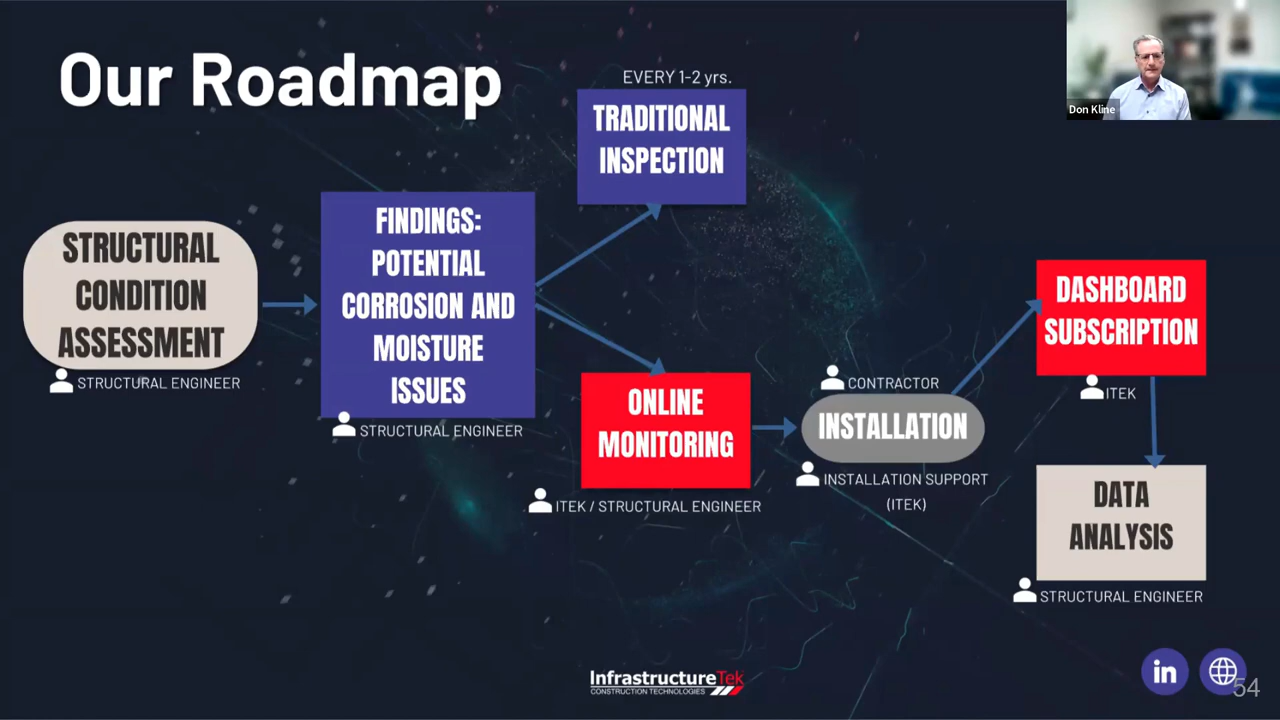 Our Roadmap
Don Kline
STRUCTURAL
CONDITION
ASSESSMENT
STRUCTURAL ENGINEER
FINDINGS:
POTENTIAL
CORROSION AND
MOISTURE
ISSUES
STRUCTURAL ENGINEER
EVERY 1-2 yrs.
TRADITIONAL
INSPECTION
ONLINE
MONITORING
ITEK / STRUCTURAL ENGINEER
CONTRACTOR
INSTALLATION
INSTALLATION SUPPORT
(ITEK)
DASHBOARD
SUBSCRIPTION
ITEK
DATA
ANALYSIS
STRUCTURAL ENGINEER
InfrastructureTek
CONSTRUCTION TECHNOLOGIES
in
54